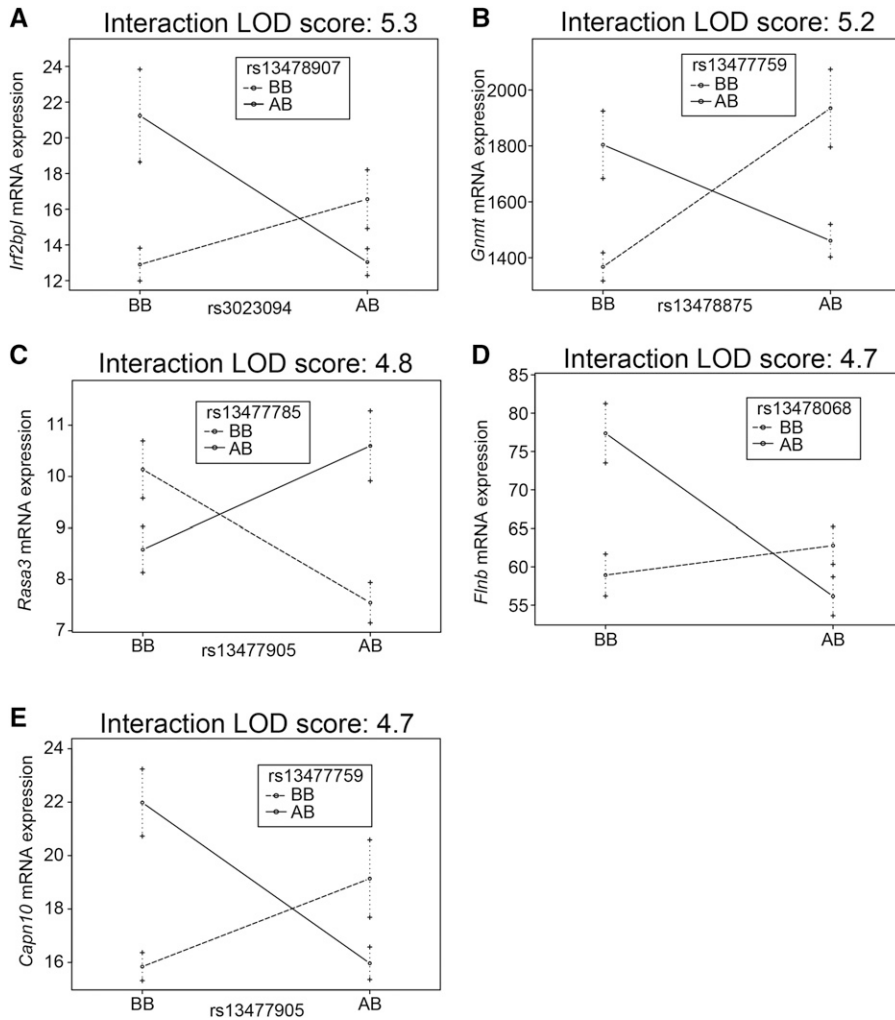 A
Interaction LOD score: 5.3
Irf2bpl mRNA expression
24
22
20
18
16
14
12
rs13478907
BB
AB
BB
AB
rs3023094
B
Interaction LOD score: 5.2
Gnmt mRNA expression
2000
1800
1600
1400
rs13477759
BB
AB
BB
AB
rs13478875
C
Interaction LOD score: 4.8
Rasa3 mRNA expression
11
10
9
8
7
rs13477785
BB
AB
BB
AB
rs13477905
D
Interaction LOD score: 4.7
Flnb mRNA expression
85
80
75
70
65
60
55
rs13478068
BB
AB
BB
AB
E
Interaction LOD score: 4.7
Capn10 mRNA expression
24
22
20
18
16
rs13477759
BB
AB
BB
AB
rs13477905